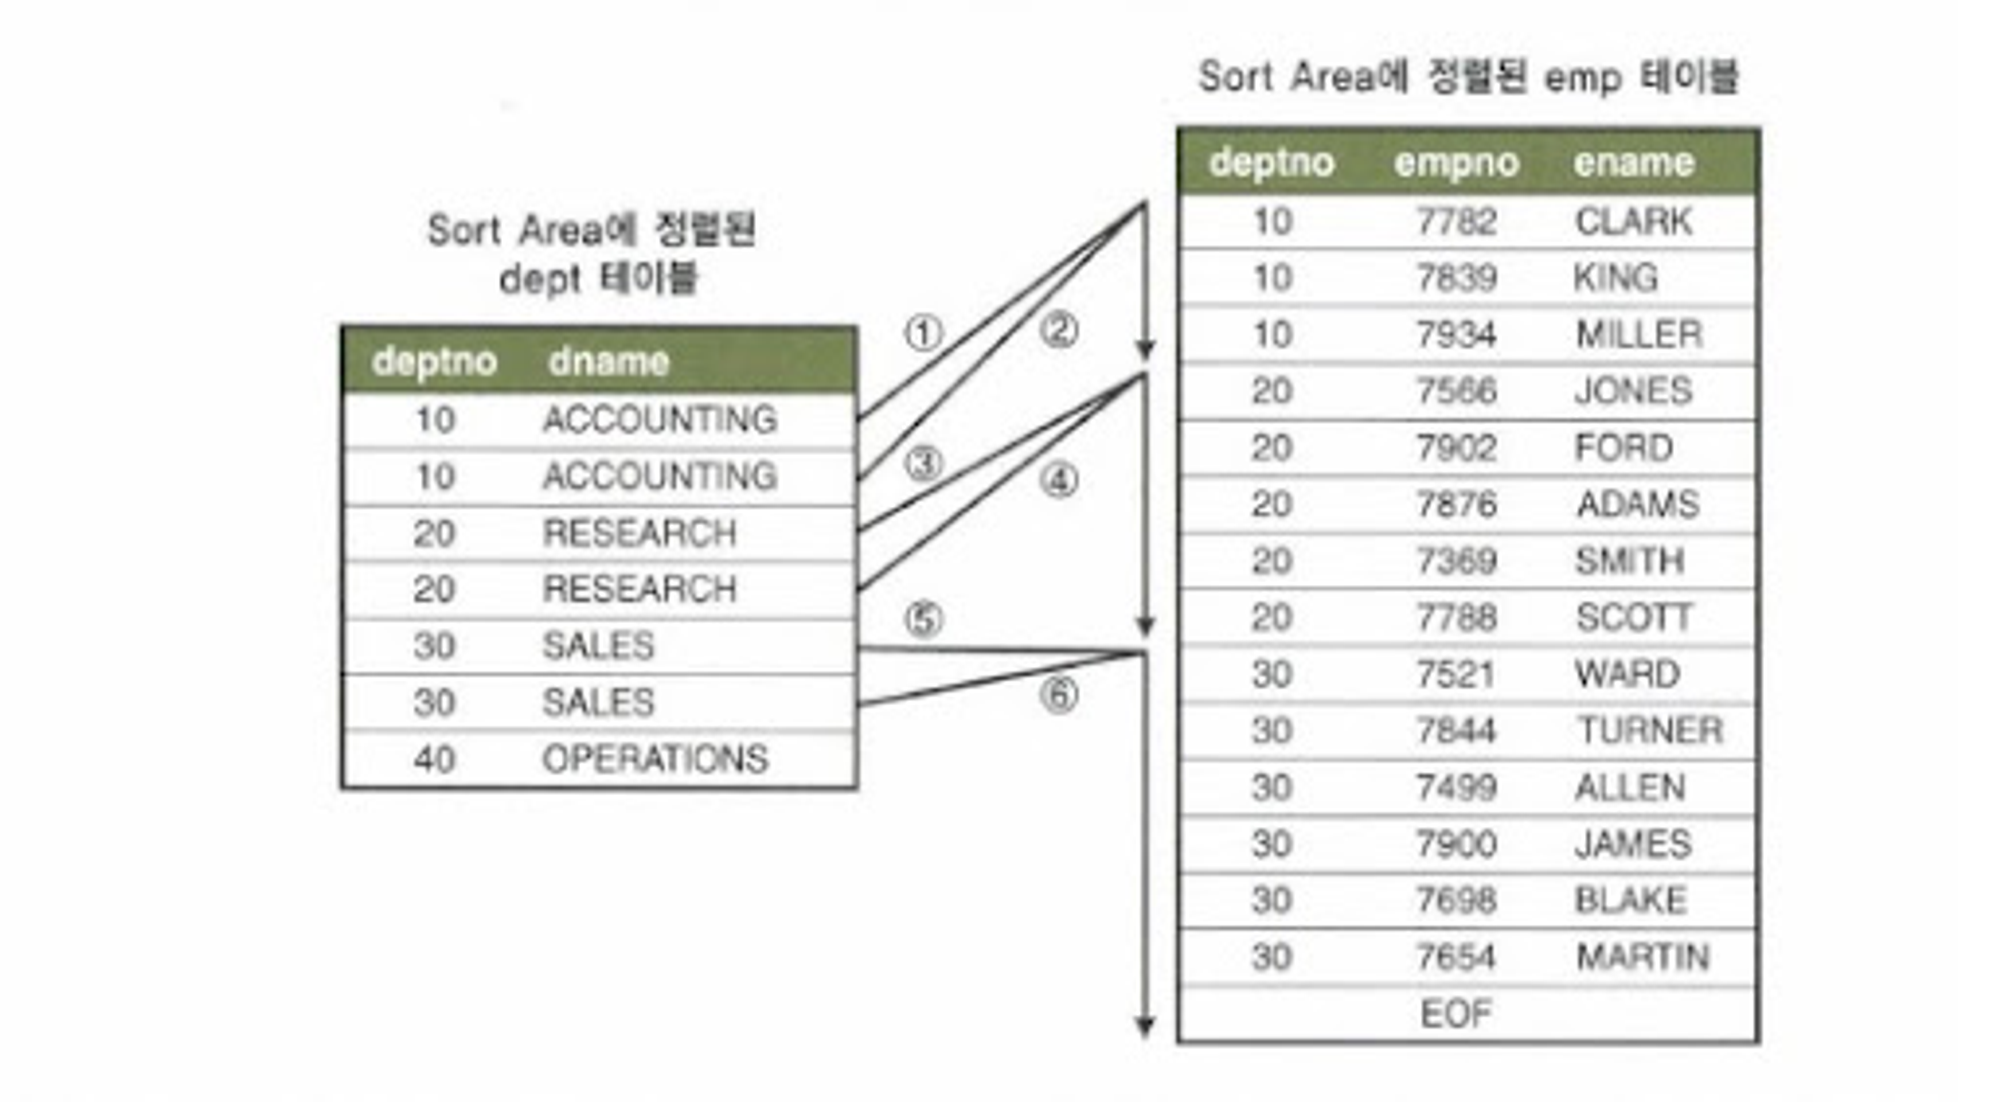 Sort Area에 정렬된
dept 테이블
deptno dname
10 ACCOUNTING
10 ACCOUNTING
20 RESEARCH
20 RESEARCH
30 SALES
30 SALES
40 OPERATIONS
①
②
③
④
⑤
⑥
Sort Area에 정렬된 emp 테이블
deptno empno ename
10 7782 CLARK
10 7839 KING
10 7934 MILLER
20 7566 JONES
20 7902 FORD
20 7876 ADAMS
20 7369 SMITH
20 7788 SCOTT
30 7521 WARD
30 7844 TURNER
30 7499 ALLEN
30 7900 JAMES
30 7698 BLAKE
30 7654 MARTIN
EOF